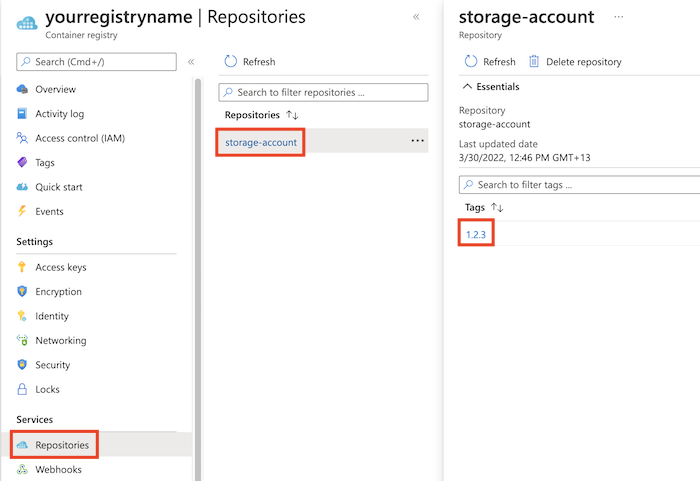 yourregistryname | Repositories
Container registry
Search (Cmd+/)
Overview
Activity log
Access control (IAM)
Tags
Quick start
Events
Settings
Access keys
Encryption
Identity
Networking
Security
Locks
Services
Repositories
Webhooks
Refresh
Search to filter repositories ...
Repositories
storage-account
storage-account
Repository
Refresh
Delete repository
Essentials
Repository
storage-account
Last updated date
3/30/2022, 12:46 PM GMT+13
Search to filter tags ...
Tags
1.2.3